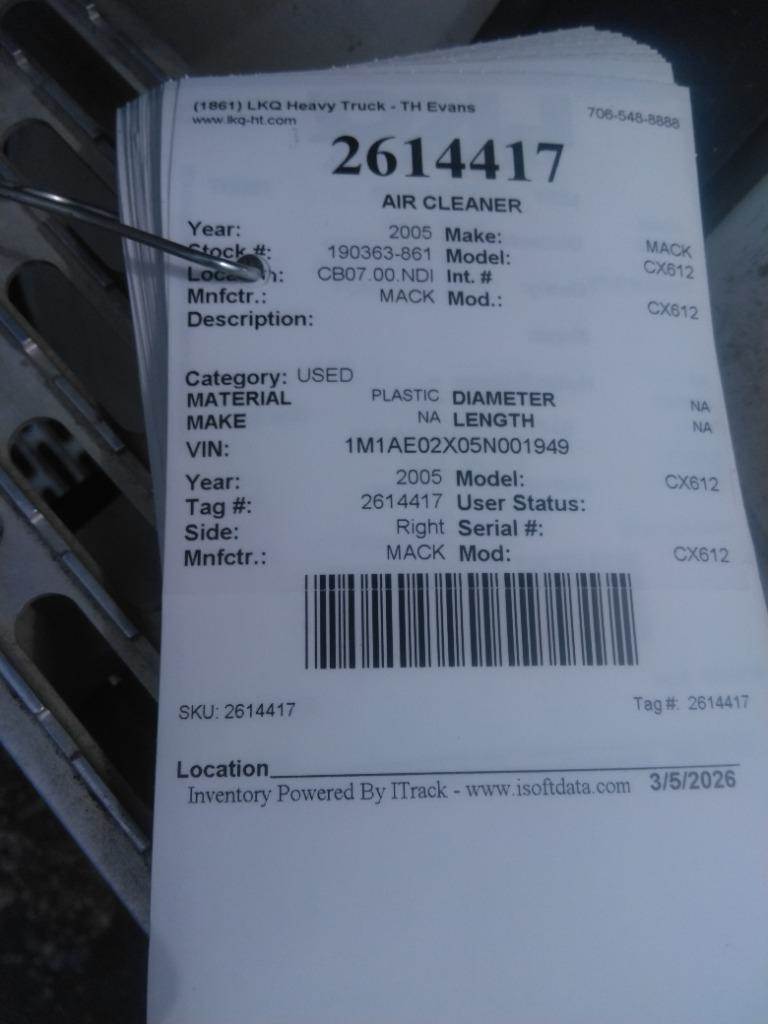 (1861) LKQ Heavy Truck - TH Evans 706-548-8888
www.lkq-ht.com
2614417
AIR CLEANER
Year: 2005 Make: MACK
Stock #: 190363-861 Model: CX612
Location: CB07.00.NDI Int. #
Mnfctr.: MACK Mod.: CX612
Description:
Category: USED
MATERIAL PLASTIC DIAMETER NA
MAKE NA LENGTH NA
VIN: 1M1AE02X05N001949
Year: 2005 Model: CX612
Tag #: 2614417 User Status:
Side: Right Serial #:
Mnfctr.: MACK Mod: CX612
SKU: 2614417 Tag #: 2614417
Location
Inventory Powered By ITrack - www.isoftdata.com 3/5/2026